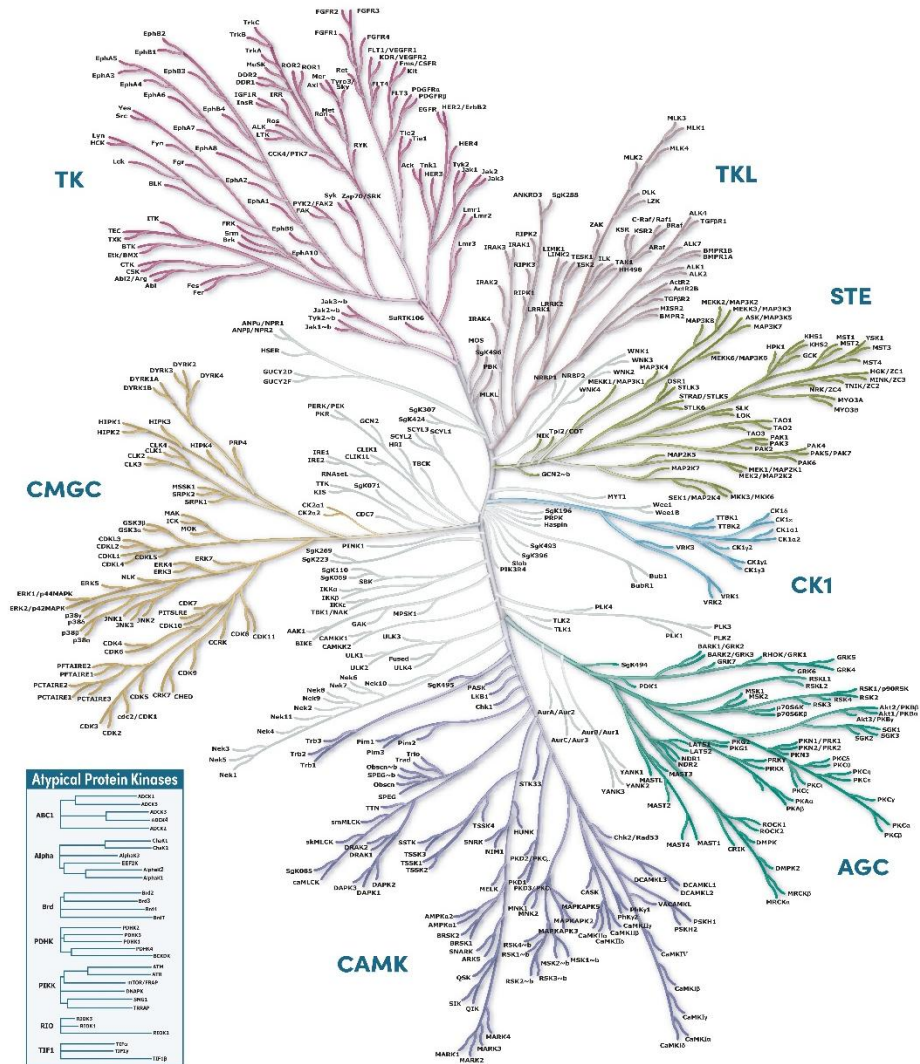 FGFR2
FGFR3
TrkC
EphB2
TrkB
FGFR1
FGFR4
EphB1
TrkA
FLT1/VEGFR1
EphA5
MuSK
ROR2
KDR/VEGFR2
ROR1
Fms/CSFR
EphA3
EphB3
DDR2
Mer
Ret
Kit
EphA4
DDR1
Axl
Tyro3/
Sky
FLT4
EphA6
IGF1R
IRR
FLT3
PDGFRα
PDGFRβ
InsR
Met
Yes
EphB4
Ron
EGFR
HER2/ErbB2
Src
Ros
MLK3
EphA7
ALK
MLK1
Lyn
LTK
RYK
Tie2
HCK
Fyn
EphA8
CCK4/PTK7
Tie1
HER4
MLK2
MLK4
TK
Lck
Fgr
Ack
Tnk1
Tyk2
TKL
HER3
Jak1
Jak2
Jak3
ANKRD3
SgK288
BLK
EphA2
Syk
Zap70/SRK
DLK
PYK2/FAK2
LZK
EphA1
FAK
Lmr1
Lmr2
ZAK
C-Raf/Raf1
ALK4
ITK
FRK
EphB6
IRAK3
IRAK1
RIPK2
KSR
BRaf
TGFβR1
TEC
Srm
LIMK1
KSR2
TXK
Brk
Lmr3
RIPK3
LIMK2
TESK1
ILK
ARaf
ALK7
BTK
EphA10
TESK2
TAK1
BMPR1B
Etk/BMX
HH498
BMPR1A
CTK
IRAK2
CSK
RIPK1
ALK1
Abl2/Arg
Fes
ALK2
Abl
Fer
LRRK2
ActR2
LRRK1
ActR2B
STE
Jak3~b
TGFβR2
ANPα/NPR1
Jak2~b
SuRTK106
IRAK4
MISR2
MEKK2/MAP3K2
ANPβ/NPR2
Tyk2~b
BMPR2
MEKK3/MAP3K3
Jak1~b
MOS
MAP3K8
ASK/MAP3K5
HSER
SgK496
WNK1
MAP3K7
PBK
WNK3
KHS1
MST1
YSK1
DYRK2
NRBP1
NRBP2
WNK2
MAP3K4
HPK1
KHS2
MST2
MST3
DYRK3
GUCY2D
MEKK6/MAP3K6
GCK
DYRK1A
DYRK4
GUCY2F
MLKL
WNK4
MEKK1/MAP3K1
MST4
DYRK1B
OSR1
HGK/ZC1
STLK3
MINK/ZC3
PERK/PEK
SgK307
STRAD/STLK5
NRK/ZC4
TNIK/ZC2
PKR
SgK424
STLK6
SLK
MYO3A
HIPK1
HIPK3
GCN2
SCYL3
LOK
MYO3B
HIPK2
SCYL2
SCYL1
NIK
Tpl2/COT
TAO1
CLK4
HIPK4
PRP4
CLIK1
HRI
TAO3
TAO2
CLK1
IRE1
CLIK1L
PAK1
CLK2
IRE2
TBCK
PAK3
PAK4
CLK3
RNAseL
PAK2
PAK5/PAK7
CMGC
MSSK1
TTK
SgK071
GCN2~b
MAP2K5
PAK6
SRPK2
KIS
MAP2K7
MEK1/MAP2K1
SRPK1
MEK2/MAP2K2
MAK
CK2α1
SEK1/MAP2K4
MKK3/MKK6
ICK
CK2α2
CDC7
MYT1
GSK3β
MOK
Wee1
CK1δ
GSK3α
SgK196
Wee1B
TTBK1
CK1ε
CDKL3
PRPK
TTBK2
CK1α1
CDKL2
CDKL5
Haspin
CK1α2
CDKL1
ERK7
PINK1
CDKL4
ERK4
SgK269
SgK493
VRK3
CK1γ2
ERK3
SgK223
SgK396
NLK
Slob
CK1γ1
ERK5
SgK110
SBK
PIK3R4
Bub1
CK1γ3
ERK1/p44MAPK
SgK069
BubR1
CK1
ERK2/p42MAPK
IKKα
VRK1
p38γ
CDK7
IKKβ
VRK2
p38δ
JNK1
JNK2
PITSLRE
IKKε
MPSK1
JNK3
CDK10
TBK1/NAK
PLK4
p38β
CDK8
CDK11
GAK
TLK2
PLK3
p38α
CDK4
CCRK
AAK1
ULK3
TLK1
PLK1
PLK2
CDK6
BIKE
CAMKK1
BARK1/GRK2
CDK9
CAMKK2
BARK2/GRK3
RHOK/GRK1
GRK5
PFTAIRE2
ULK1
Fused
SgK494
GRK7
PFTAIRE1
ULK2
ULK4
GRK6
GRK4
PCTAIRE2
CRK7
CHED
Nek6
PDK1
RSKL1
PCTAIRE1
PCTAIRE3
CDK5
Nek7
Nek10
SgK495
PASK
MSK1
RSKL2
RSK1/p90RSK
cdc2/CDK1
Nek8
LKB1
MSK2
RSK4
RSK2
CDK3
Nek9
Chk1
p70S6K
RSK3
Akt2/PKBβ
CDK2
Nek2
p70S6Kβ
Akt1/PKBα
Nek11
AurA/Aur2
Akt3/PKBγ
Nek4
SGK1
Trb3
AurB/Aur1
PKN1/PRK1
SGK2
SGK3
Nek3
Pim1
Pim2
AurC/Aur3
LATS1
PKG2
PKN2/PRK2
Nek5
Trb2
Pim3
LATS2
PKG1
PKN3
Trio
NDR1
PRKY
PKCδ
Nek1
Trb1
Trad
YANK1
NDR2
PRKX
PKCθ
Obscn~b
MASTL
MAST3
PKCη
SPEG~b
STK33
YANK2
PKCζ
PKCε
Obscn
YANK3
PKAα
PKCι
SPEG
MAST2
PKAβ
PKCγ
TTN
TSSK4
HUNK
Chk2/Rad53
ROCK1
PKCα
smMLCK
SNRK
MAST4
MAST1
ROCK2
PKCβ
SSTK
NIM1
DMPK
skMLCK
DRAK2
TSSK3
PKD2/PKC
CRIK
AGC
DRAK1
TSSK1
PKD1
DCAMKL3
SgK085
TSSK2
PKD3/PKC
DCAMKL1
DMPK2
caMLCK
DAPK3
DAPK2
MELK
CASK
DCAMKL2
DAPK1
MNK1
MAPKAPK5
VACAMKL
MRCKβ
AMPKα2
MNK2
MAPKAPK2
PhKγ1
PSKH1
MRCKα
AMPKα1
MAPKAPK3
PhKγ2
PSKH2
BRSK2
CaMKIIα
CaMKIIγ
BRSK1
RSK4~b
CaMKIIβ
SNARK
RSK1~b
CaMKIIδ
CAMK
ARK5
MSK2~b
MSK1~b
CaMKIV
QSK
RSK2~b
RSK3~b
CaMKIβ
SIK
QIK
CaMKIγ
MARK4
MARK1
MARK3
CaMKIα
MARK2
CaMKIδ
Atypical Protein Kinases
ABC1
ADCK1
ADCK5
ADCK3
ADCK4
ADCK2
Alpha
ChaK1
ChaK2
AlphaK3
EEF2K
AlphaK2
AlphaK1
Brd
Brd2
Brd3
Brd4
BrdT
PDHK
PDHK2
PDHK3
PDHK1
PDHK4
BCKDK
PIKK
ATM
ATR
mTOR/FRAP
DNAPK
SMG1
TRRAP
RIO
RIOK3
RIOK1
RIOK2
TIF1
TIF1α
TIF1γ
TIF1β